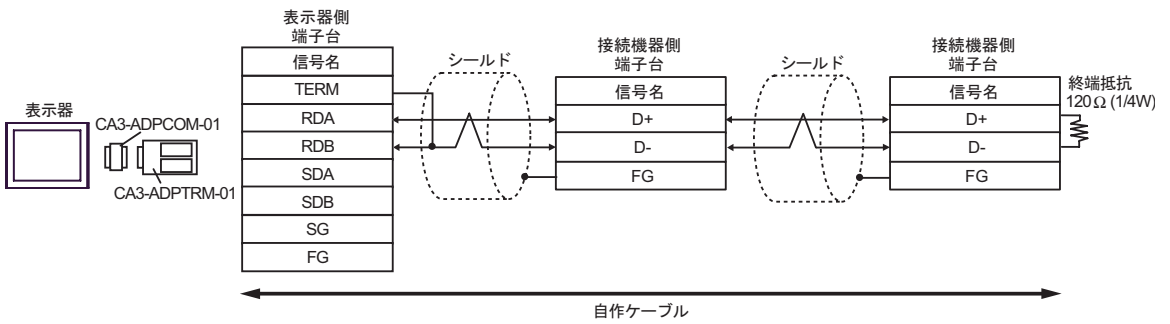 表示器
CA3-ADPCOM-01
CA3-ADPTRM-01
表示器側
端子台
信号名
TERM
RDA
RDB
SDA
SDB
SG
FG
シールド
接続機器側
端子台
信号名
D+
D-
FG
シールド
接続機器側
端子台
信号名
D+
D-
FG
終端抵抗
120Ω (1/4W)
自作ケーブル